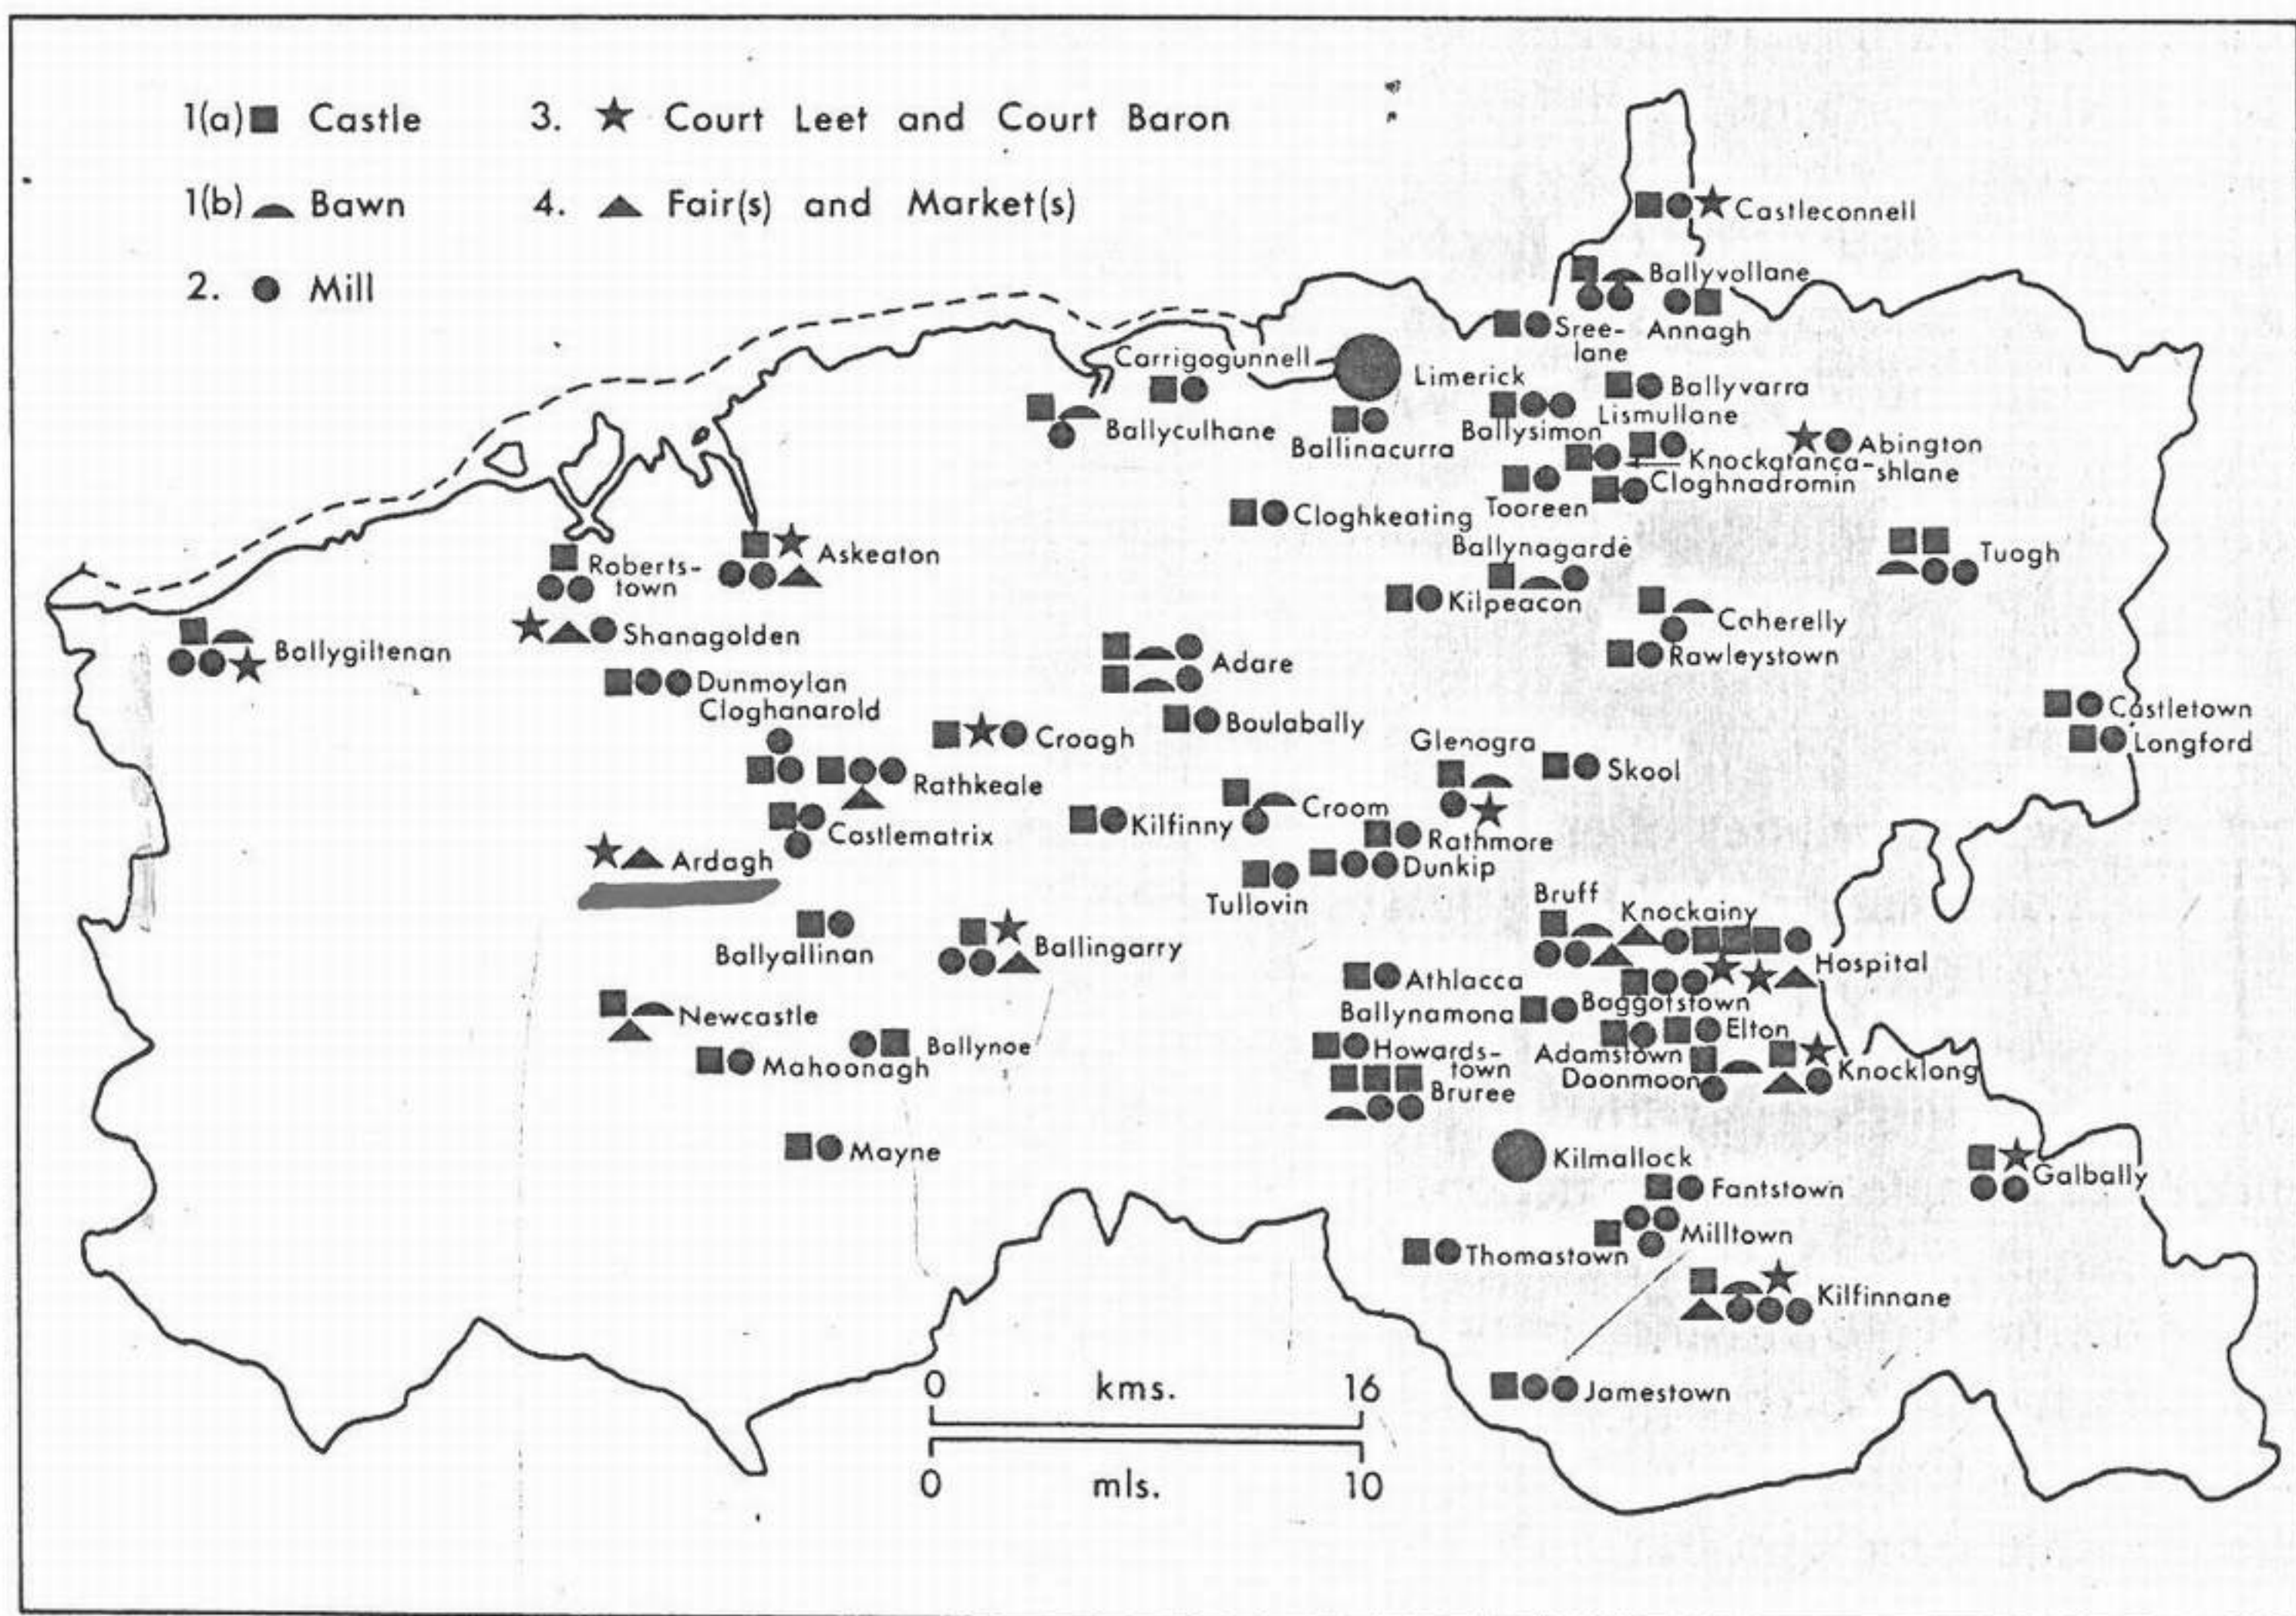 1(a) Castle
3. Court Leet and Court Baron
1(b) Bawn
4. Fair(s) and Market(s)
2. Mill
Castleconnell
Ballyvollane
Sree-
lane
Annagh
Carrigogunnell
Limerick
Ballyvarra
Ballyculhane
Ballinacurra
Ballysimon
Lismullane
Abington
Knockatanca-
shlane
Cloghnadromin
Tooreen
Cloghkeating
Ballynagarde
Tuogh
Roberts-
town
Askeaton
Kilpeacon
Caherelly
Shanagolden
Ballygiltenan
Adare
Rawleystown
Dunmoylan
Cloghanarold
Castletown
Longford
Croagh
Boulabally
Glenogra
Skool
Rathkeale
Kilfinny
Croom
Castlematrix
Rathmore
Ardagh
Dunkip
Tullovin
Bruff
Knockainy
Ballyallinan
Ballingarry
Hospital
Athlacca
Baggotstown
Newcastle
Ballynamona
Elton
Ballynoe
Mahoonagh
Howards-
town
Adamstown
Doonmoon
Knocklong
Bruree
Mayne
Kilmallock
Galbally
Fantstown
Milltown
Thomastown
Kilfinnane
Jamestown
0 kms. 16
0 mls. 10